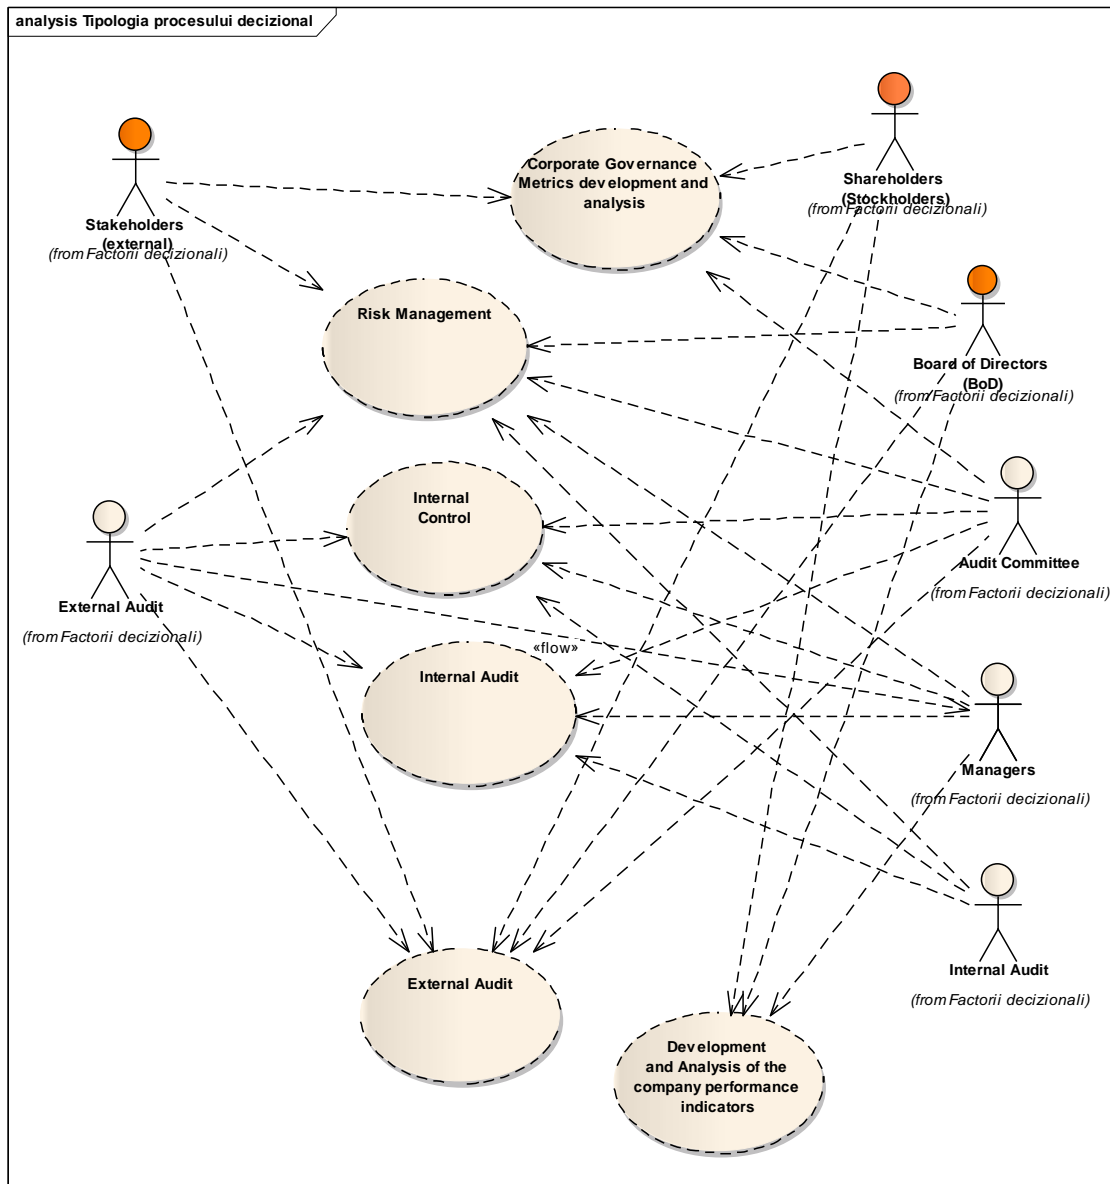 analysis Tipologia procesului decizional
Stakeholders
(external)
(from Factorii decizionali)
Corporate Governance
Metrics development and
analysis
Shareholders
(Stockholders)
(from Factorii decizionali)
Risk Management
Board of Directors
(BoD)
(from Factorii decizionali)
Internal
Control
Audit Committee
(from Factorii decizionali)
External Audit
(from Factorii decizionali)
«flow»
Internal Audit
Managers
(from Factorii decizionali)
Internal Audit
(from Factorii decizionali)
External Audit
Development
and Analysis of the
company performance
indicators